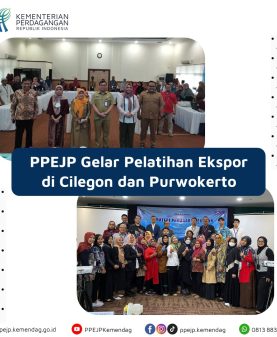 KEMENTERIAN
PERDAGANGAN
REPUBLIK INDONESIA
PPEJP Gelar Pelatihan Ekspor
di Cilegon dan Purwokerto
ppejp.kemendag.go.id
PPEJPKemendag
ppejp.kemendag
0813 883